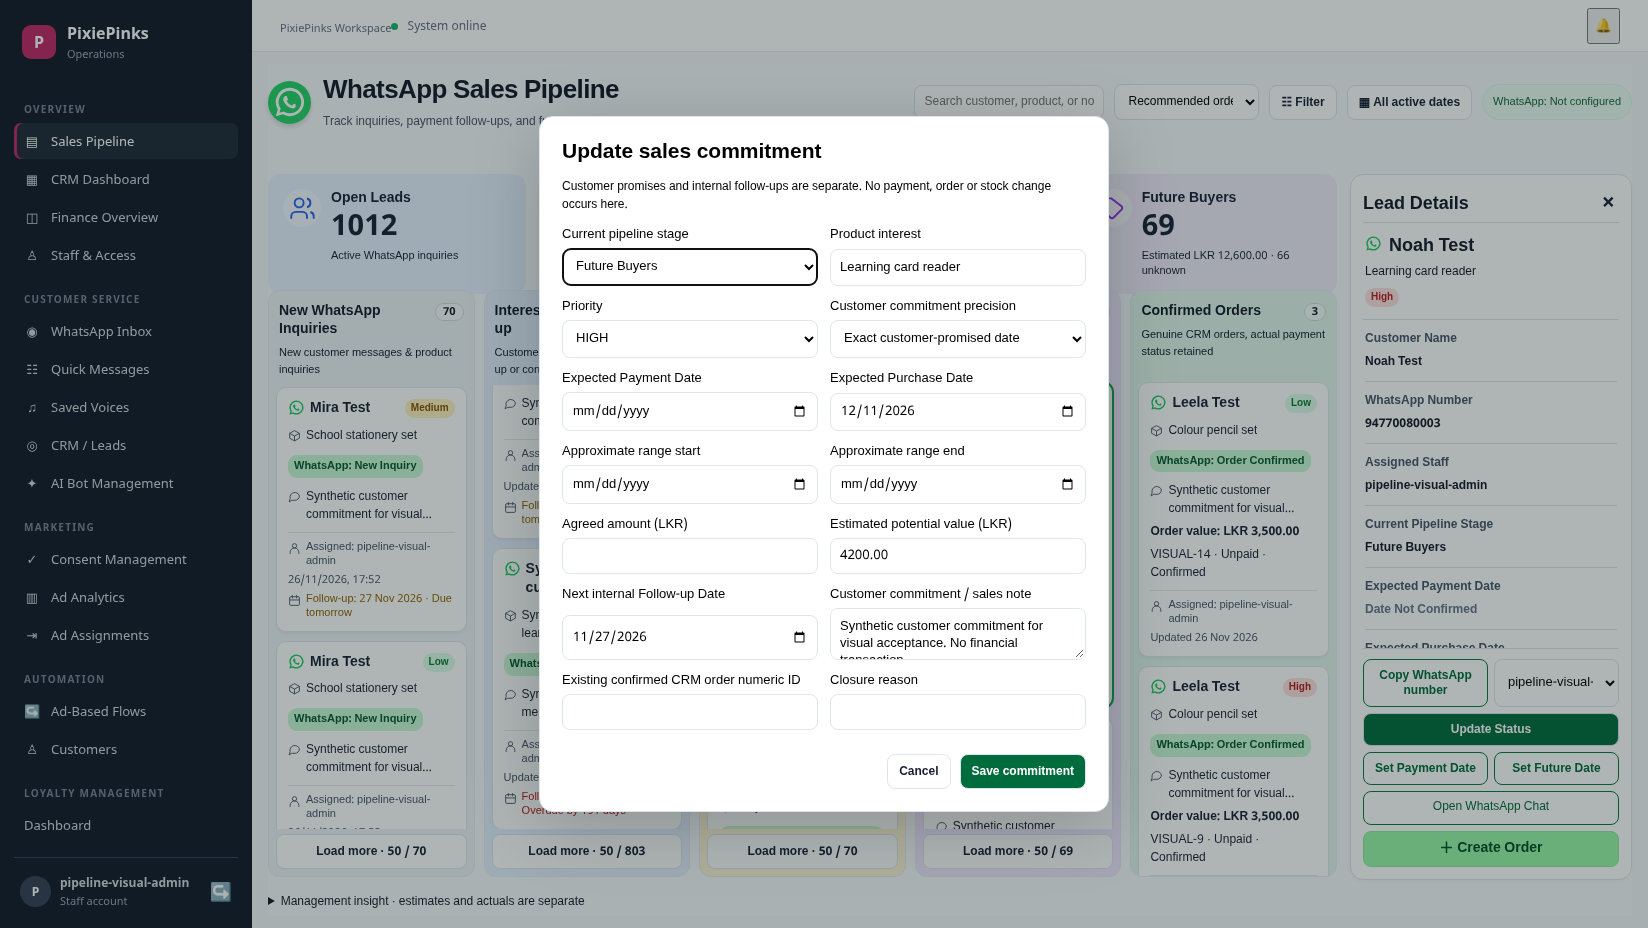 P
PixiePinks
Operations
OVERVIEW
Sales Pipeline
CRM Dashboard
Finance Overview
Staff & Access
CUSTOMER SERVICE
WhatsApp Inbox
Quick Messages
Saved Voices
CRM / Leads
AI Bot Management
MARKETING
Consent Management
Ad Analytics
Ad Assignments
AUTOMATION
Ad-Based Flows
Customers
LOYALTY MANAGEMENT
Dashboard
P
pipeline-visual-admin
Staff account
PixiePinks Workspace
System online
WhatsApp Sales Pipeline
Track inquiries, payment follow-ups, and f
Search customer, product, or no
Recommended orde
Filter
All active dates
WhatsApp: Not configured
Open Leads
1012
Active WhatsApp inquiries
Future Buyers
69
Estimated LKR 12,600.00 · 66
unknown
New WhatsApp
Inquiries
70
New customer messages & product
inquiries
Mira Test
Medium
School stationery set
WhatsApp: New Inquiry
Synthetic customer
commitment for visual...
Assigned: pipeline-visual-
admin
26/11/2026, 17:52
Follow-up: 27 Nov 2026 · Due
tomorrow
Mira Test
Low
School stationery set
WhatsApp: New Inquiry
Synthetic customer
commitment for visual...
Assigned: pipeline-visual-
admin
Load more · 50 / 70
up
Load more · 50 / 803
Load more · 50 / 70
Synthetic customer
Load more · 50 / 69
Update sales commitment
Customer promises and internal follow-ups are separate. No payment, order or stock change
occurs here.
Current pipeline stage
Future Buyers
Product interest
Learning card reader
Priority
HIGH
Customer commitment precision
Exact customer-promised date
Expected Payment Date
mm/dd/yyyy
Expected Purchase Date
12/11/2026
Approximate range start
mm/dd/yyyy
Approximate range end
mm/dd/yyyy
Agreed amount (LKR)
Estimated potential value (LKR)
4200.00
Next internal Follow-up Date
11/27/2026
Customer commitment / sales note
Synthetic customer commitment for
visual acceptance. No financial
transaction
Existing confirmed CRM order numeric ID
Closure reason
Cancel
Save commitment
Confirmed Orders
3
Genuine CRM orders, actual payment
status retained
Leela Test
Low
Colour pencil set
WhatsApp: Order Confirmed
Synthetic customer
commitment for visual...
Order value: LKR 3,500.00
VISUAL-14 · Unpaid ·
Confirmed
Assigned: pipeline-visual-
admin
Updated 26 Nov 2026
Leela Test
High
Colour pencil set
WhatsApp: Order Confirmed
Synthetic customer
commitment for visual...
Order value: LKR 3,500.00
VISUAL-9 · Unpaid ·
Confirmed
Lead Details
×
Noah Test
Learning card reader
High
Customer Name
Noah Test
WhatsApp Number
94770080003
Assigned Staff
pipeline-visual-admin
Current Pipeline Stage
Future Buyers
Expected Payment Date
Date Not Confirmed
Expected Purchase Date
Copy WhatsApp
number
pipeline-visual-
Update Status
Set Payment Date
Set Future Date
Open WhatsApp Chat
+ Create Order
Management insight · estimates and actuals are separate